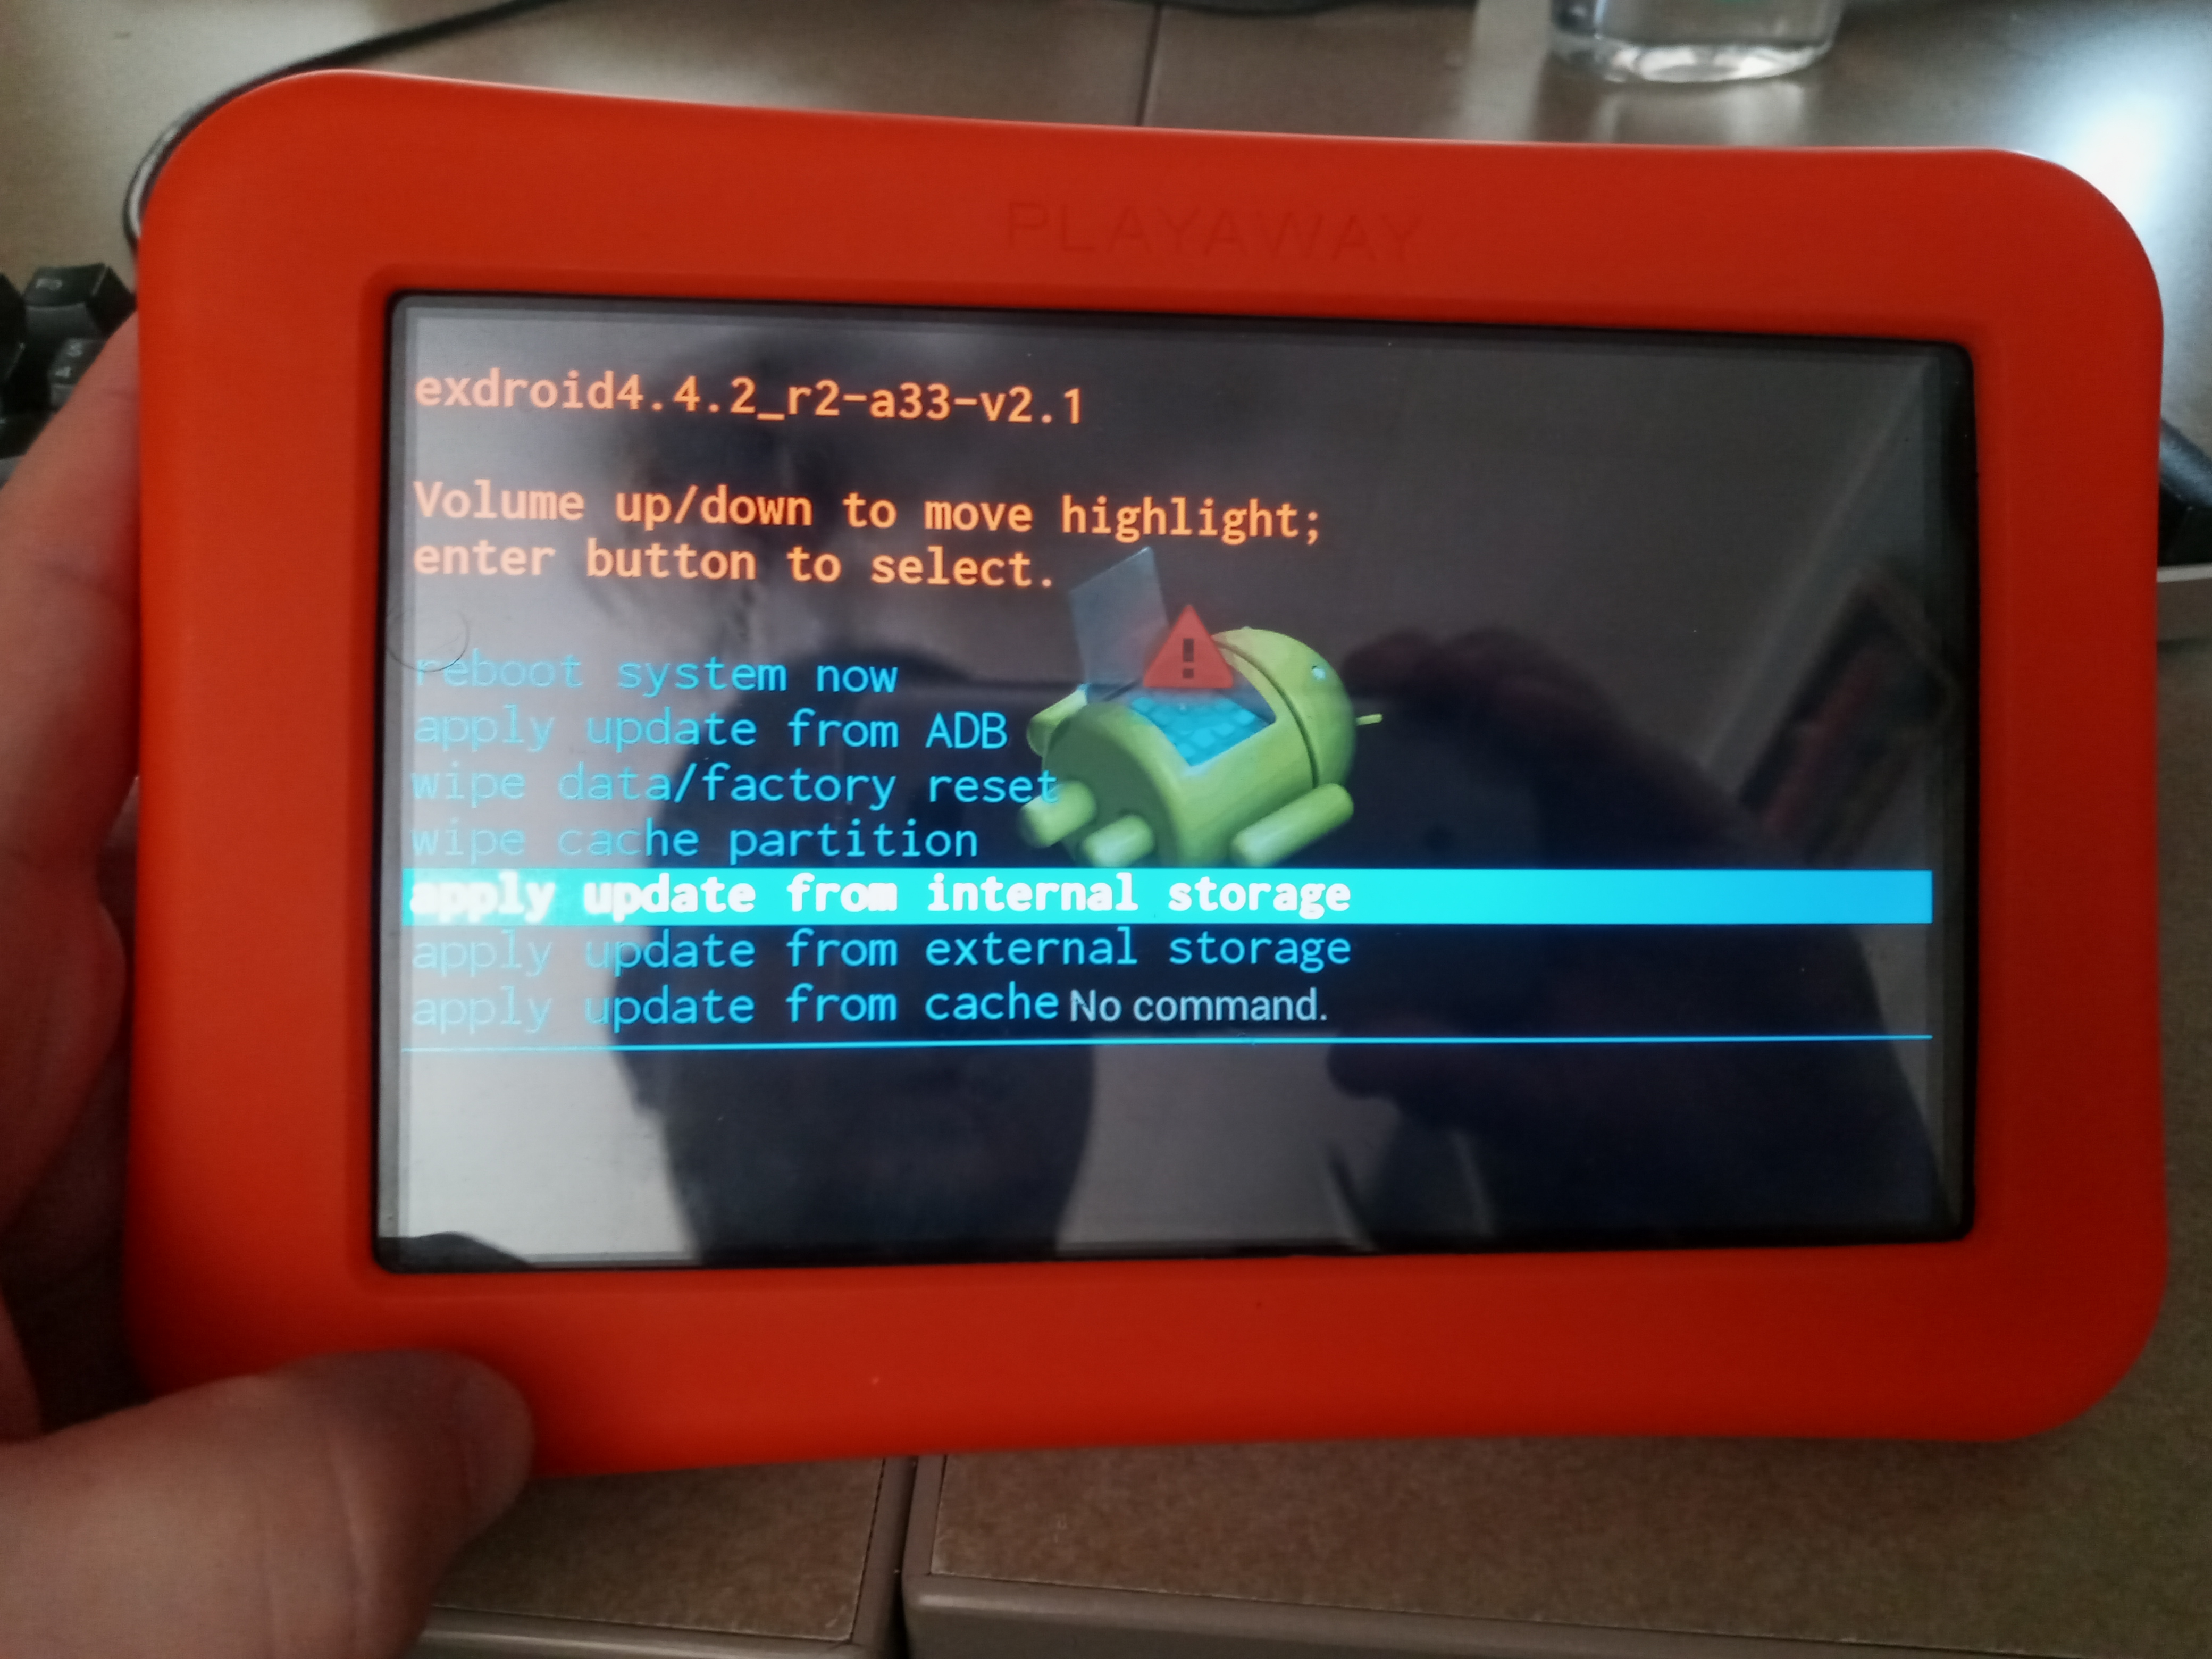 PLAYAWAY
exdroid4.4.2_r2-a33-v2.1
Volume up/down to move highlight;
enter button to select.
reboot system now
apply update from ADB
wipe data/factory reset
wipe cache partition
apply update from internal storage
apply update from external storage
apply update from cache
No command.